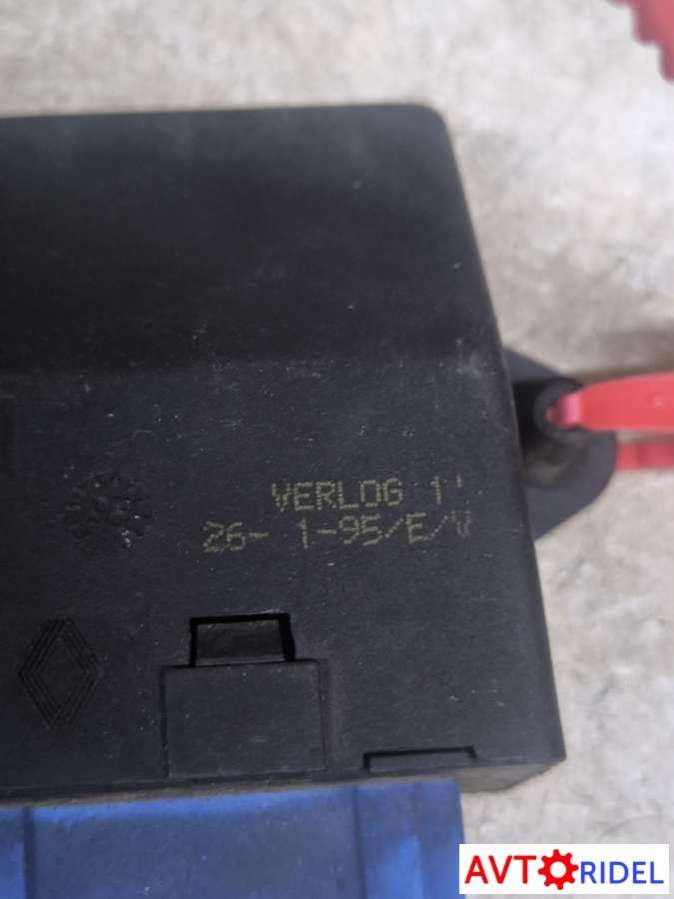 VERLOG 1'
26- 1-95/E/V
AVTORIDEL